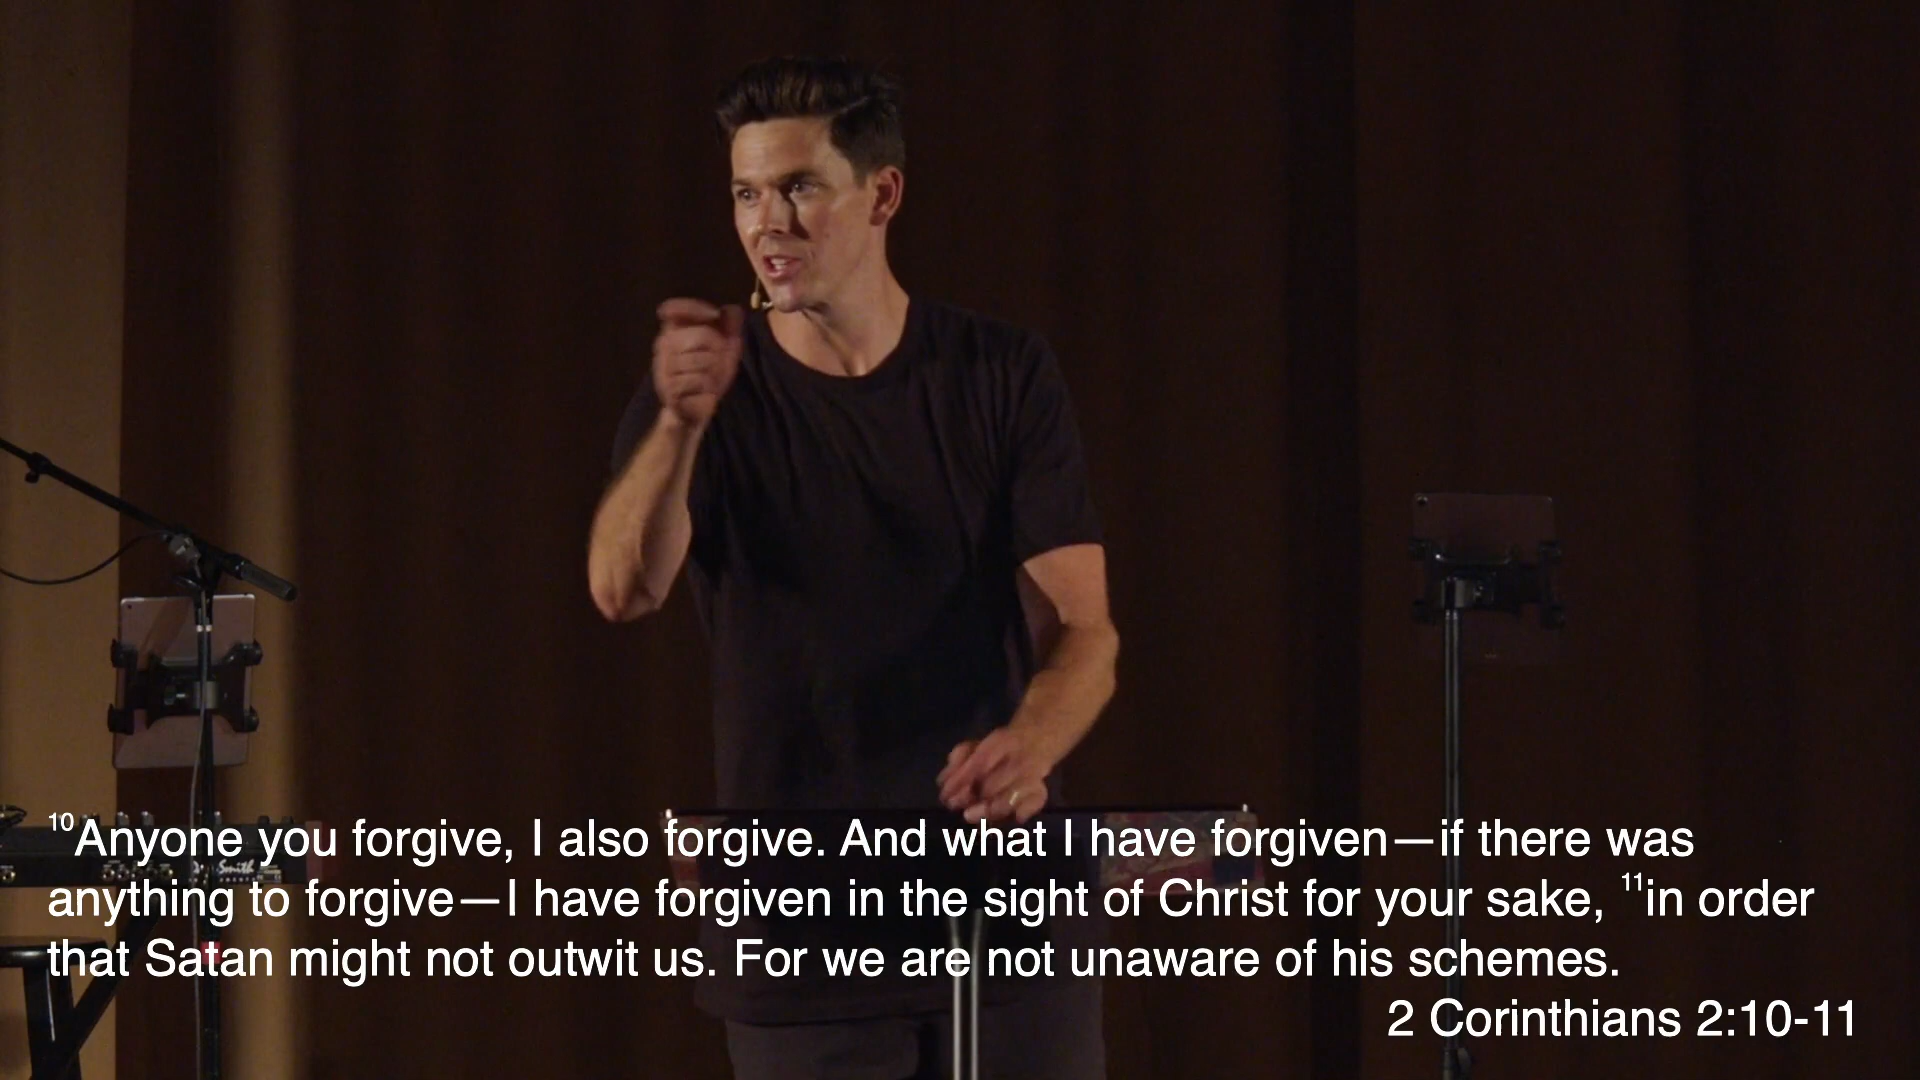 ¹⁰Anyone you forgive, I also forgive. And what I have forgiven—if there was
anything to forgive—I have forgiven in the sight of Christ for your sake, ¹¹in order
that Satan might not outwit us. For we are not unaware of his schemes.
2 Corinthians 2:10-11
Smith